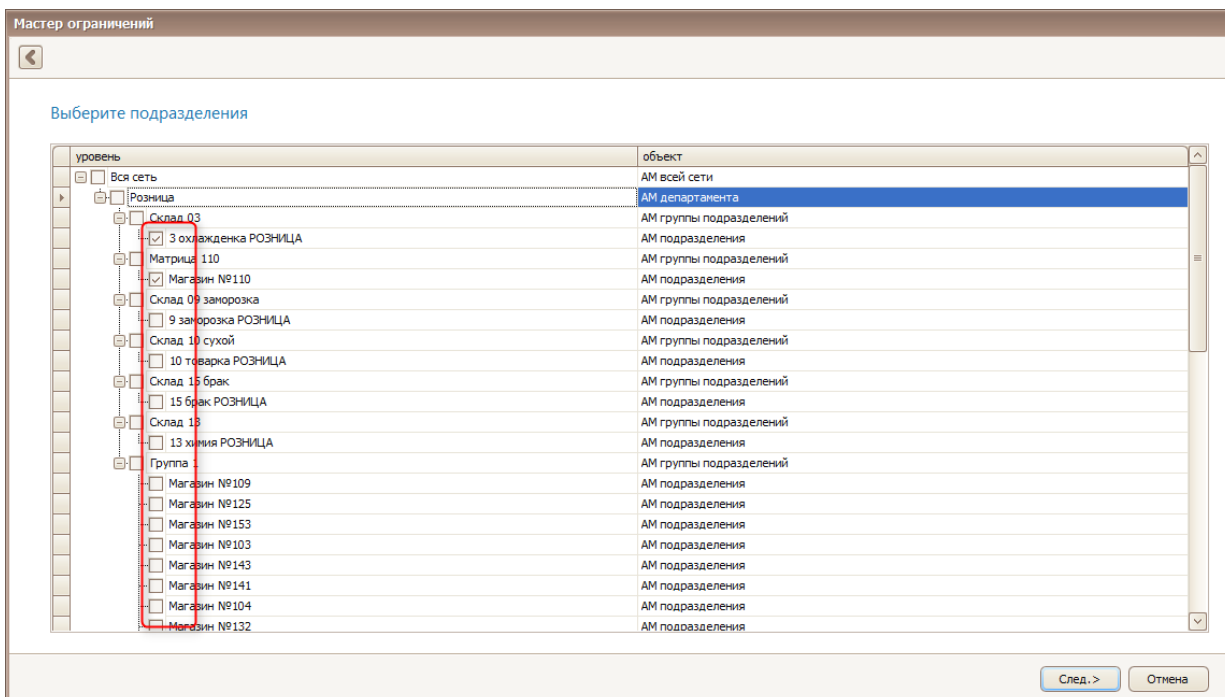 Мастер ограничений
Выберите подразделения
уровень объект
Вся сеть АМ всей сети
Розница АМ департамента
Склад 03 АМ группы подразделений
3 охлажденка РОЗНИЦА АМ подразделения
Матрица 110 АМ группы подразделений
Магазин №110 АМ подразделения
Склад 09 заморозка АМ группы подразделений
9 заморозка РОЗНИЦА АМ подразделения
Склад 10 сухой АМ группы подразделений
10 товарка РОЗНИЦА АМ подразделения
Склад 15 брак АМ группы подразделений
15 брак РОЗНИЦА АМ подразделения
Склад 13 АМ группы подразделений
13 химия РОЗНИЦА АМ подразделения
Группа 1 АМ группы подразделений
Магазин №109 АМ подразделения
Магазин №125 АМ подразделения
Магазин №153 АМ подразделения
Магазин №103 АМ подразделения
Магазин №143 АМ подразделения
Магазин №141 АМ подразделения
Магазин №104 АМ подразделения
Магазин №132 АМ подразделения
След.> Отмена